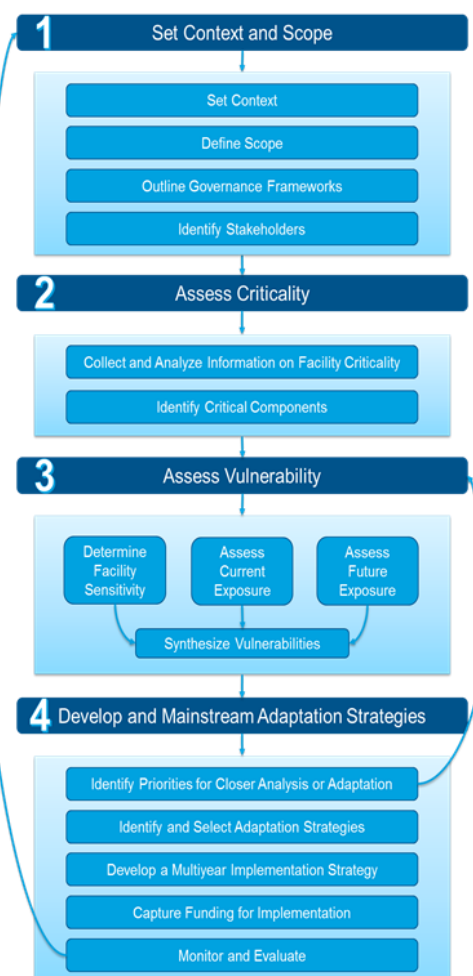 1 Set Context and Scope
Set Context
Define Scope
Outline Governance Frameworks
Identify Stakeholders
2 Assess Criticality
Collect and Analyze Information on Facility Criticality
Identify Critical Components
3 Assess Vulnerability
Determine
Facility
Sensitivity
Assess
Current
Exposure
Assess
Future
Exposure
Synthesize Vulnerabilities
4 Develop and Mainstream Adaptation Strategies
Identify Priorities for Closer Analysis or Adaptation
Identify and Select Adaptation Strategies
Develop a Multiyear Implementation Strategy
Capture Funding for Implementation
Monitor and Evaluate